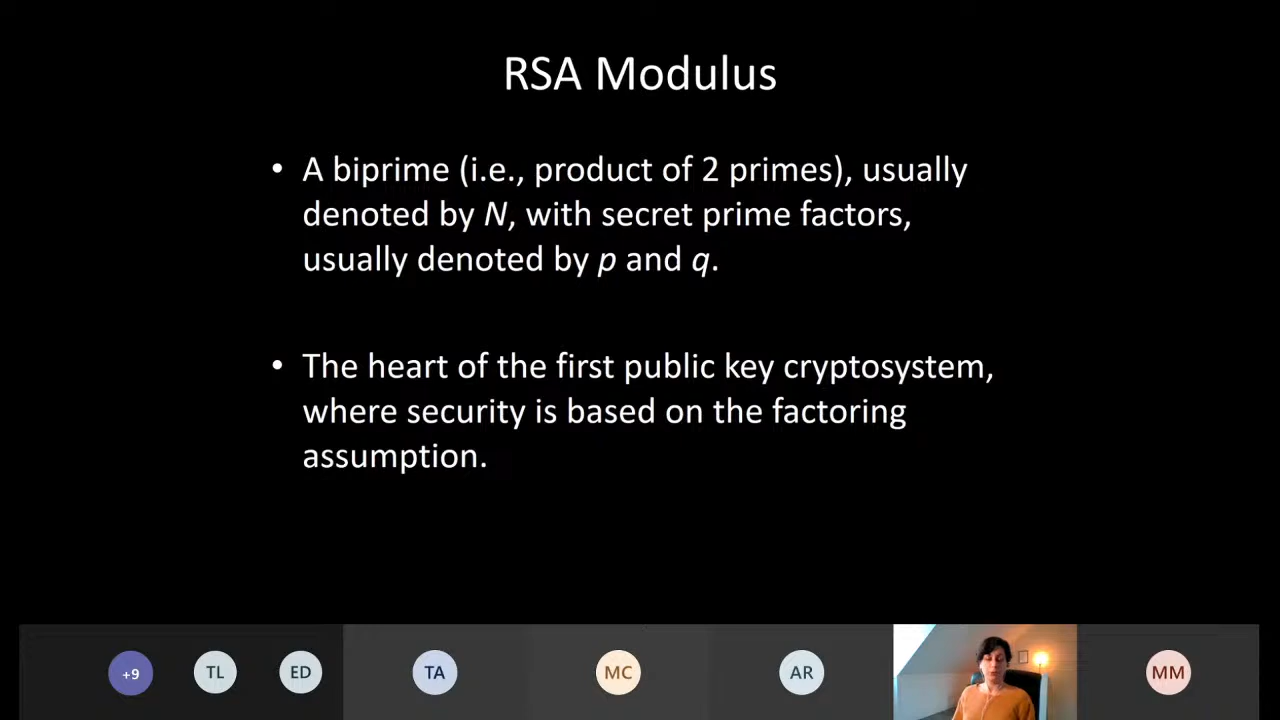 RSA Modulus
• A biprime (i.e., product of 2 primes), usually
denoted by N, with secret prime factors,
usually denoted by p and q.
• The heart of the first public key cryptosystem,
where security is based on the factoring
assumption.
+9 TL ED TA MC AR MM